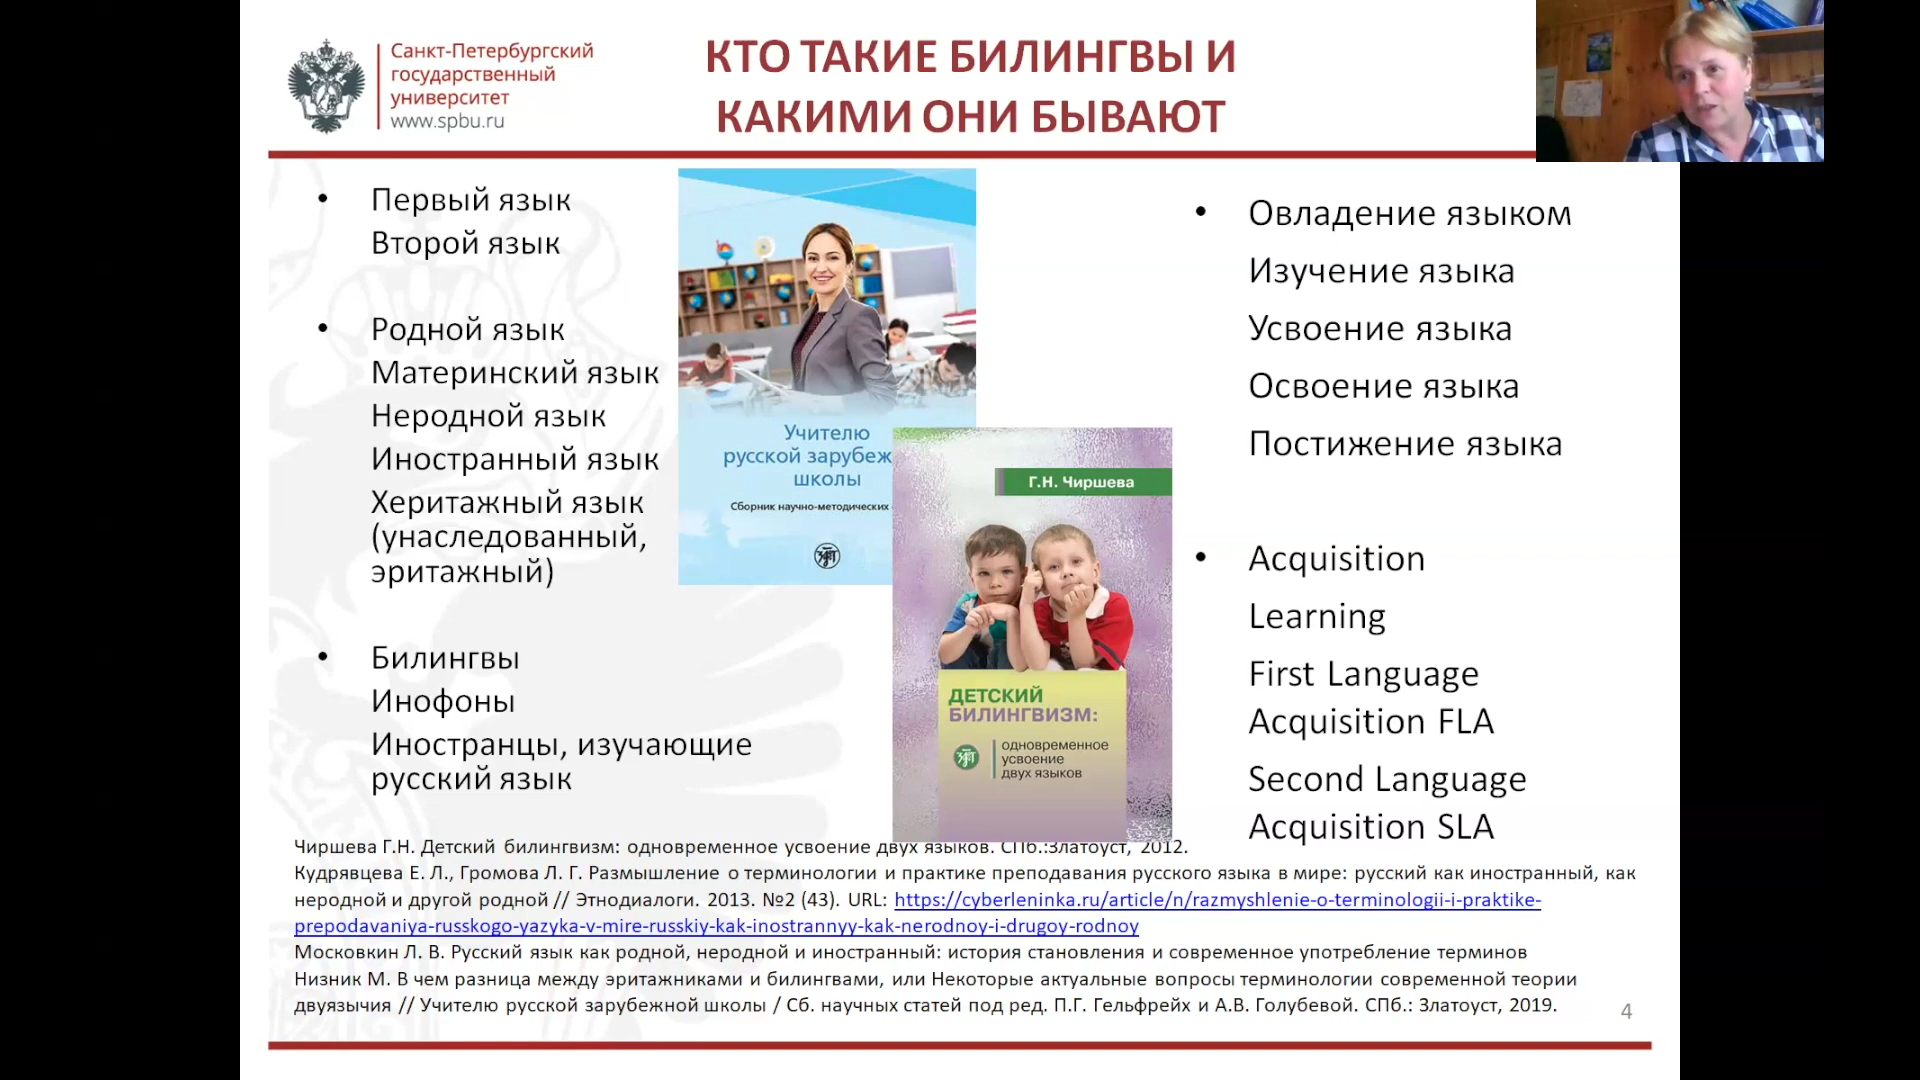 Санкт-Петербургский
государственный
университет
www.spbu.ru
КТО ТАКИЕ БИЛИНГВЫ И
КАКИМИ ОНИ БЫВАЮТ
• Первый язык
Второй язык
• Родной язык
Материнский язык
Неродной язык
Иностранный язык
Херитажный язык
(унаследованный,
эритажный)
• Билингвы
Инофоны
Иностранцы, изучающие
русский язык
Учителю
русской зарубеж
школы
Сборник научно-методических
Г.Н. Чиршева
ДЕТСКИЙ
БИЛИНГВИЗМ:
одновременное
усвоение
двух языков
• Овладение языком
Изучение языка
Усвоение языка
Освоение языка
Постижение языка
• Acquisition
Learning
First Language
Acquisition FLA
Second Language
Acquisition SLA
Чиршева Г.Н. Детский билингвизм: одновременное усвоение двух языков. СПб.:Златоуст, 2012.
Кудрявцева Е. Л., Громова Л. Г. Размышление о терминологии и практике преподавания русского языка в мире: русский как иностранный, как
неродной и другой родной // Этнодиалоги. 2013. №2 (43). URL: https://cyberleninka.ru/article/n/razmyshlenie-o-terminologii-i-praktike-
prepodavaniya-russkogo-yazyka-v-mire-russkiy-kak-inostrannyy-kak-nerodnoy-i-drugoy-rodnoy
Московкин Л. В. Русский язык как родной, неродной и иностранный: история становления и современное употребление терминов
Низник М. В чем разница между эритажниками и билингвами, или Некоторые актуальные вопросы терминологии современной теории
двуязычия // Учителю русской зарубежной школы / Сб. научных статей под ред. П.Г. Гельфрейх и А.В. Голубевой. СПб.: Златоуст, 2019.
4